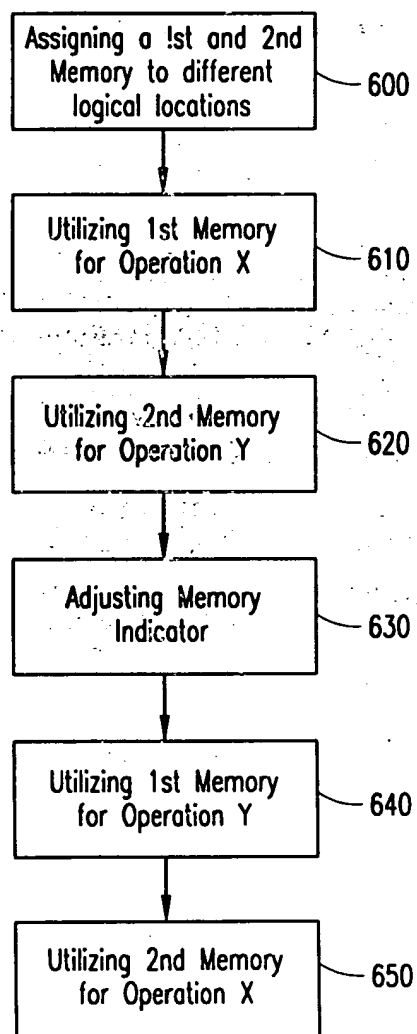 Assigning a !st and 2nd
Memory to different
logical locations
600
Utilizing 1st Memory
for Operation X
610
Utilizing 2nd Memory
for Operation Y
620
Adjusting Memory
Indicator
630
Utilizing 1st Memory
for Operation Y
640
Utilizing 2nd Memory
for Operation X
650